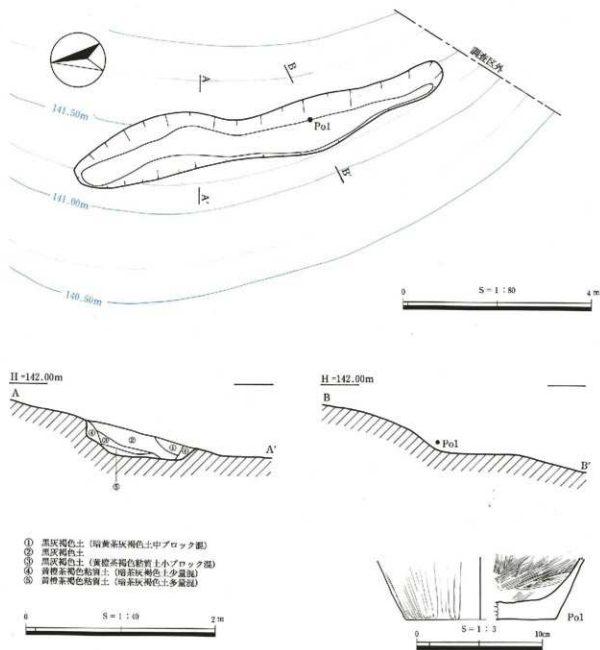 調査区外
A
B
141.50m
Po1
141.00m
A'
B'
140.50m
0 S=1:80 4m
H=142.00m
A
④ ③ ② ① ④
A'
⑤
H=142.00m
B
Po1
B'
① 黒灰褐色土（暗黄茶灰褐色土中ブロック混）
② 黒灰褐色土
③ 黒灰褐色土（黄橙茶褐色粘質土小ブロック混）
④ 黄橙茶褐色粘質土（暗茶灰褐色土少量混）
⑤ 黄橙茶褐色粘質土（暗茶灰褐色土多量混）
0 S=1:40 2m
Po1
0 S=1:3 10cm